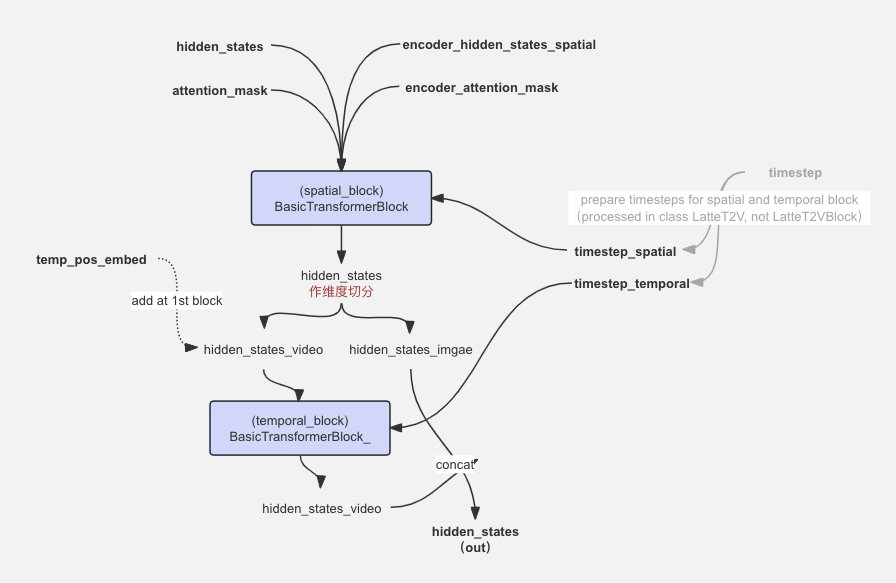 hidden_states
encoder_hidden_states_spatial
attention_mask
encoder_attention_mask
timestep
(spatial_block)
BasicTransformerBlock
prepare timesteps for spatial and temporal block
(processed in class LatteT2V, not LatteT2VBlock)
timestep_spatial
temp_pos_embed
hidden_states
作维度切分
timestep_temporal
add at 1st block
hidden_states_video
hidden_states_imgae
(temporal_block)
BasicTransformerBlock_
concat
hidden_states_video
hidden_states
(out)